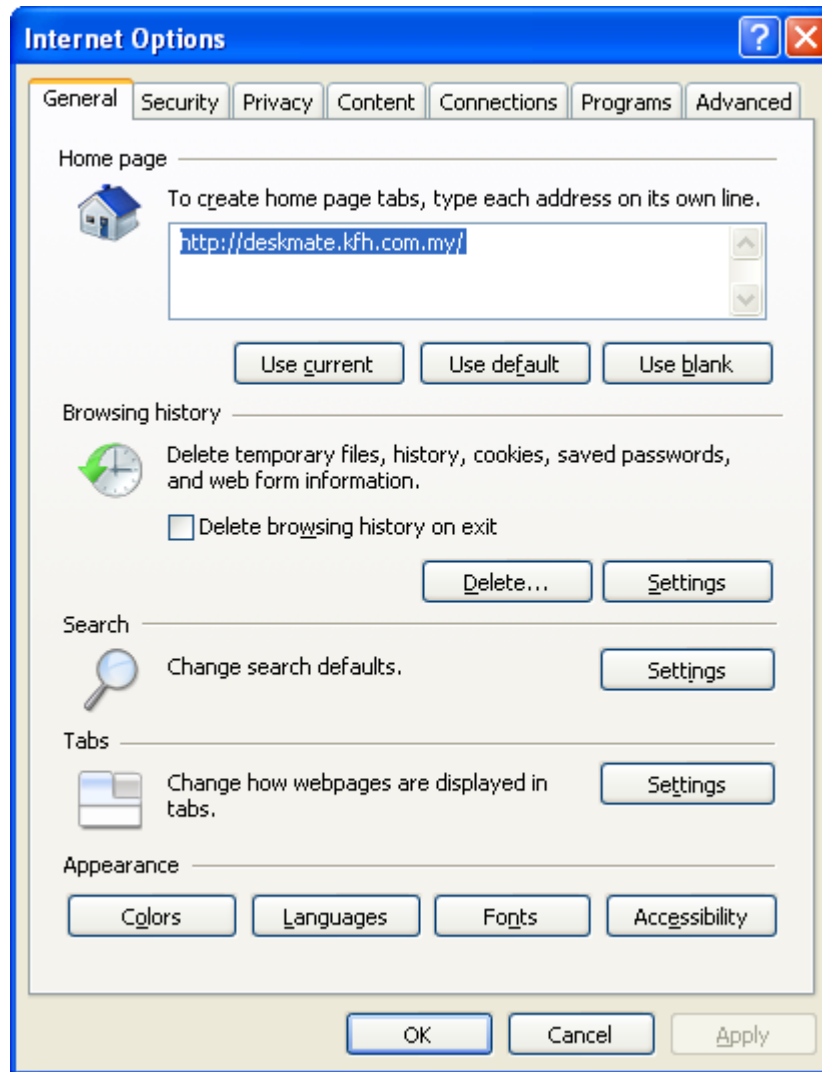 Internet Options
General Security Privacy Content Connections Programs Advanced
Home page
To create home page tabs, type each address on its own line.
http://deskmate.kfh.com.my/
Use current Use default Use blank
Browsing history
Delete temporary files, history, cookies, saved passwords,
and web form information.
Delete browsing history on exit
Delete... Settings
Search
Change search defaults. Settings
Tabs
Change how webpages are displayed in Settings
tabs.
Appearance
Colors Languages Fonts Accessibility
OK Cancel Apply